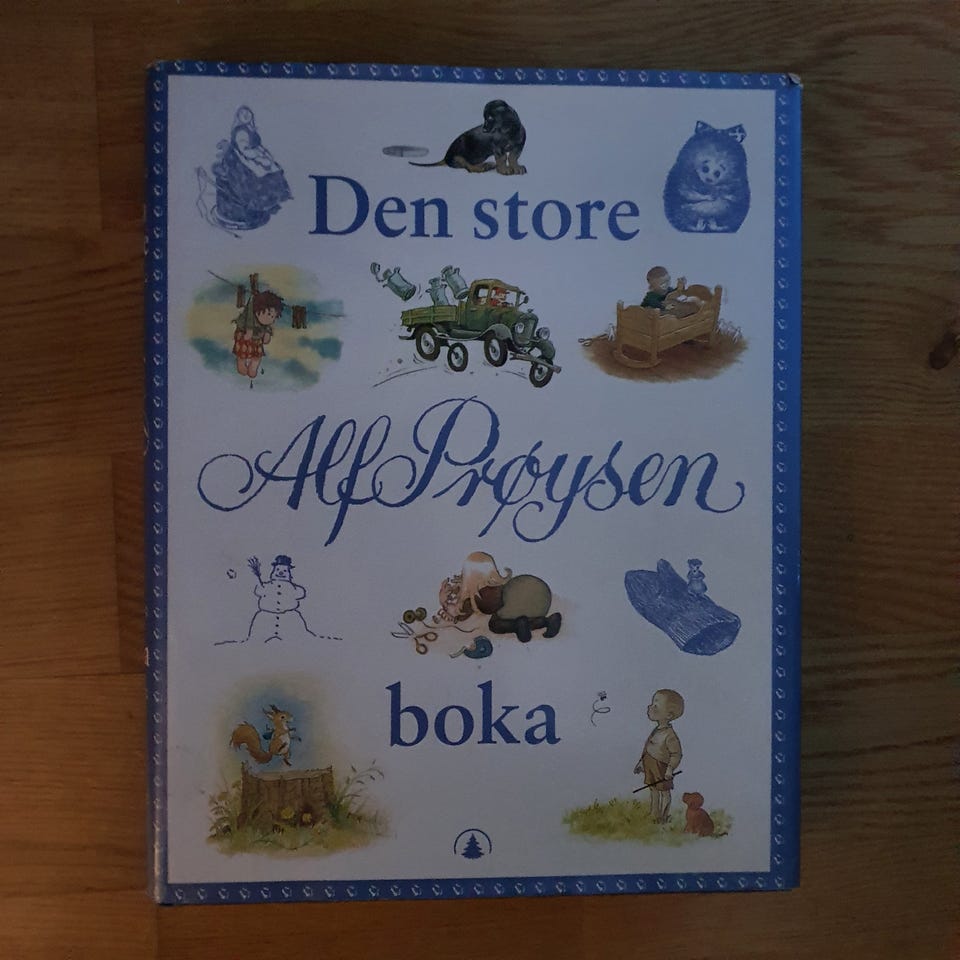 Den store
Alf Prøysen
boka